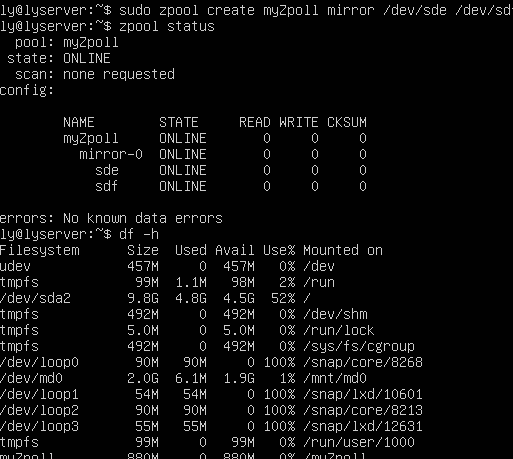 ly@lyserver:~$ sudo zpool create myZpoll mirror /dev/sde /dev/sd
ly@lyserver:~$ zpool status
pool: myZpoll
state: ONLINE
scan: none requested
config:
NAME STATE READ WRITE CKSUM
myZpoll ONLINE 0 0 0
mirror-0 ONLINE 0 0 0
sde ONLINE 0 0 0
sdf ONLINE 0 0 0
errors: No known data errors
ly@lyserver:~$ df -h
Filesystem Size Used Avail Use% Mounted on
udev 457M 0 457M 0% /dev
tmpfs 99M 1.1M 98M 2% /run
/dev/sda2 9.8G 4.8G 4.5G 52% /
tmpfs 492M 0 492M 0% /dev/shm
tmpfs 5.0M 0 5.0M 0% /run/lock
tmpfs 492M 0 492M 0% /sys/fs/cgroup
/dev/loop0 90M 90M 0 100% /snap/core/8268
/dev/md0 2.0G 6.1M 1.9G 1% /mnt/md0
/dev/loop1 54M 54M 0 100% /snap/lxd/10601
/dev/loop2 90M 90M 0 100% /snap/core/8213
/dev/loop3 55M 55M 0 100% /snap/lxd/12631
tmpfs 99M 0 99M 0% /run/user/1000
myZpoll 880M 0 880M 0% /myZpoll